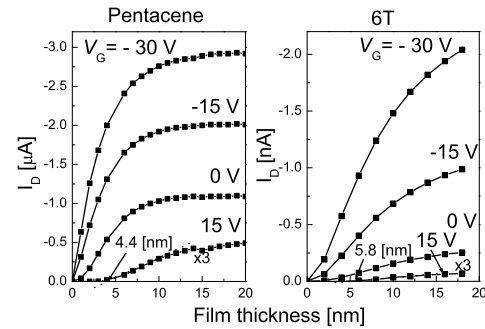 Pentacene
6T
V_G = - 30 V
-15 V
0 V
15 V
4.4 [nm]
x3
I_D [μA]
-3.0
-2.5
-2.0
-1.5
-1.0
-0.5
0.0
0 5 10 15 20
V_G = - 30 V
-15 V
0 V
15 V
5.8 [nm]
x3
I_D [nA]
-2.0
-1.5
-1.0
-0.5
0.0
0 5 10 15 20
Film thickness [nm]